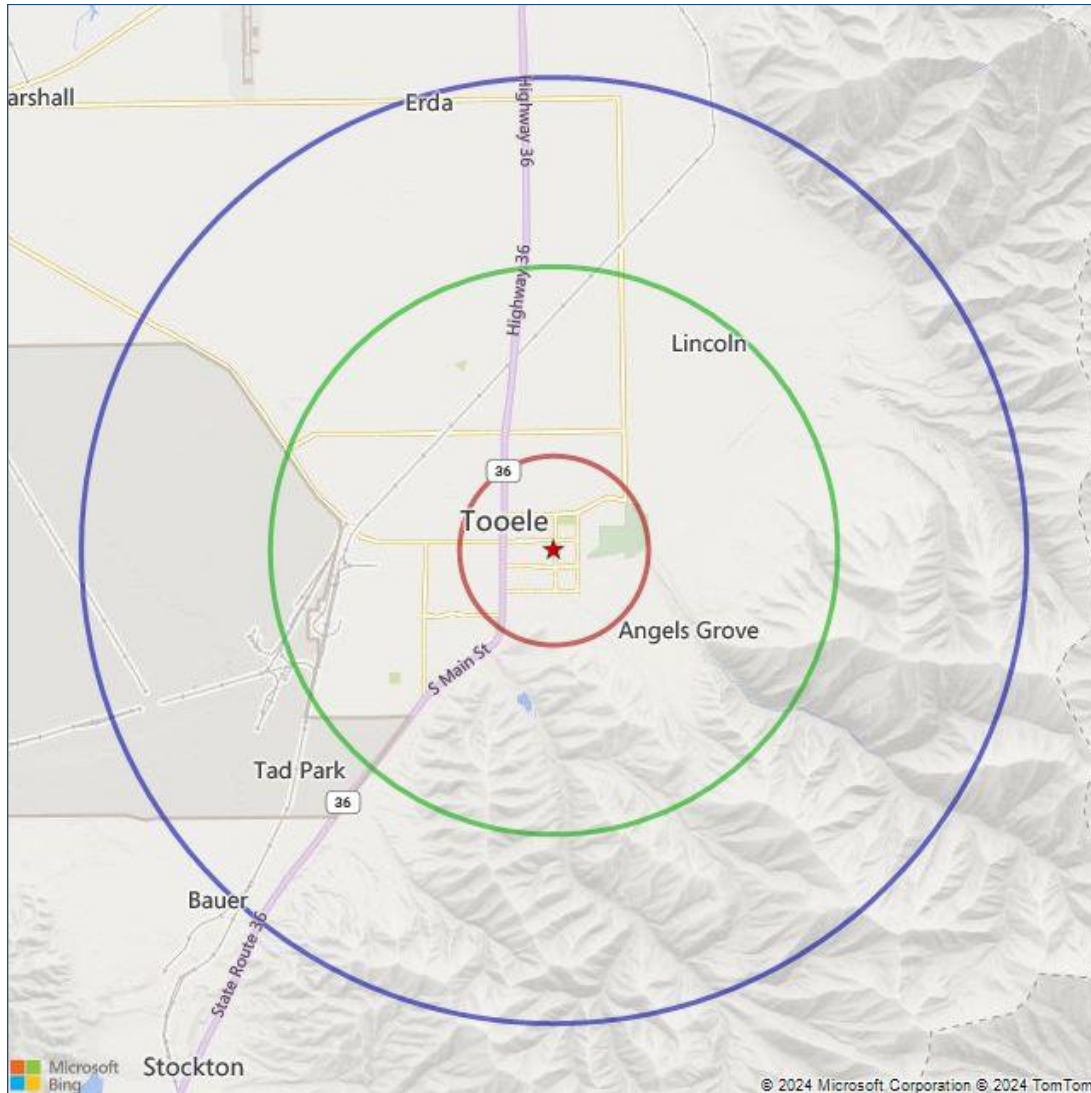 arshall
Erda
Highway 36
Highway 36
Lincoln
36
Tooele
Angels Grove
S Main St
Tad Park
36
Bauer
State Route 36
Stockton
Microsoft
Bing
© 2024 Microsoft Corporation © 2024 TomTom